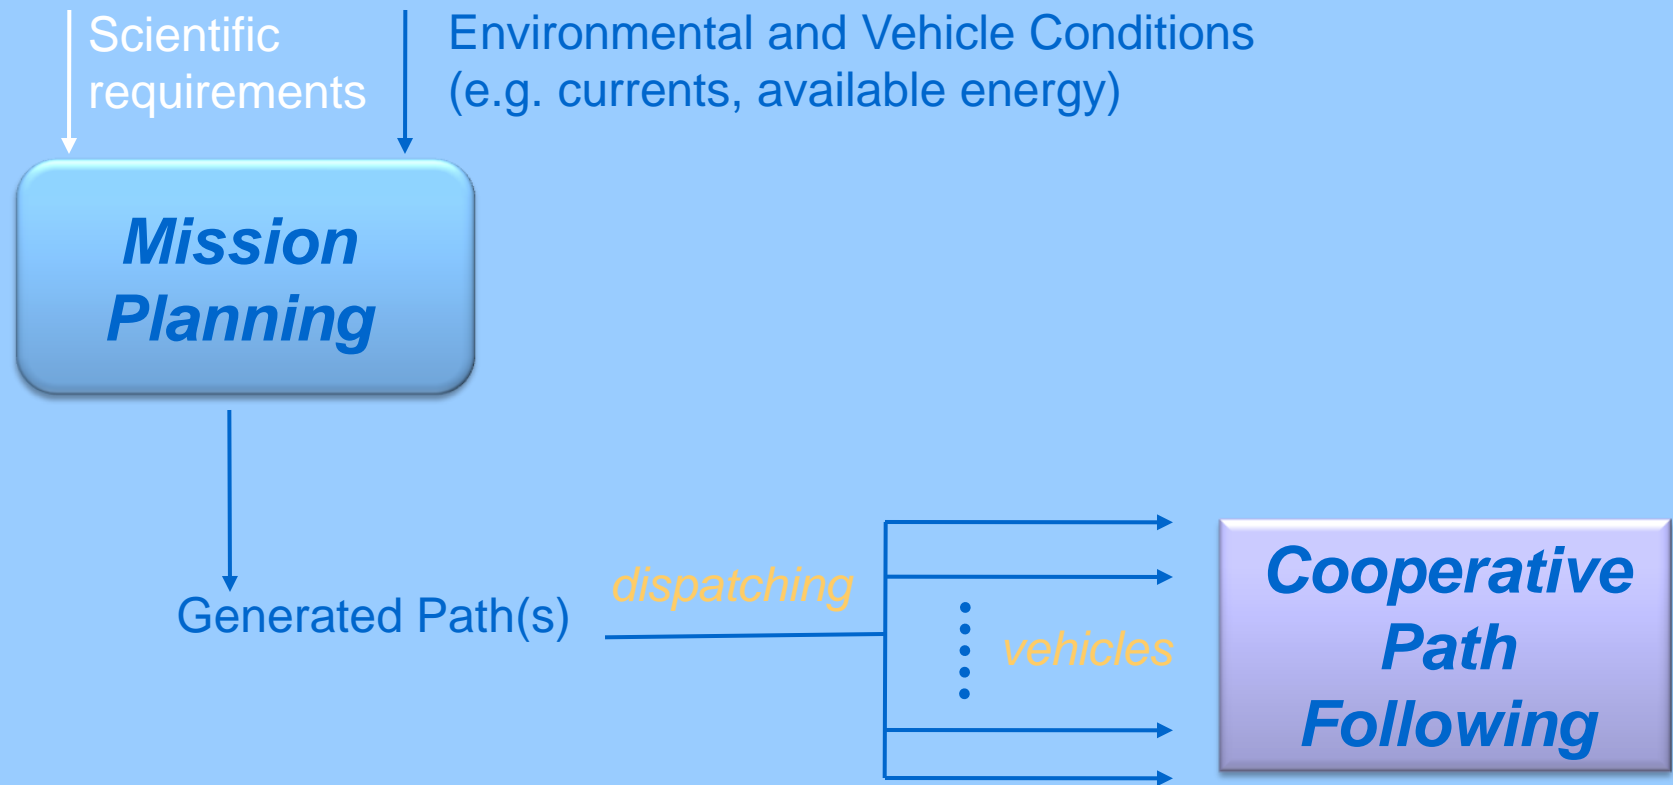 Scientific
requirements
Environmental and Vehicle Conditions
(e.g. currents, available energy)
Mission
Planning
Generated Path(s)
dispatching
vehicles
Cooperative
Path
Following